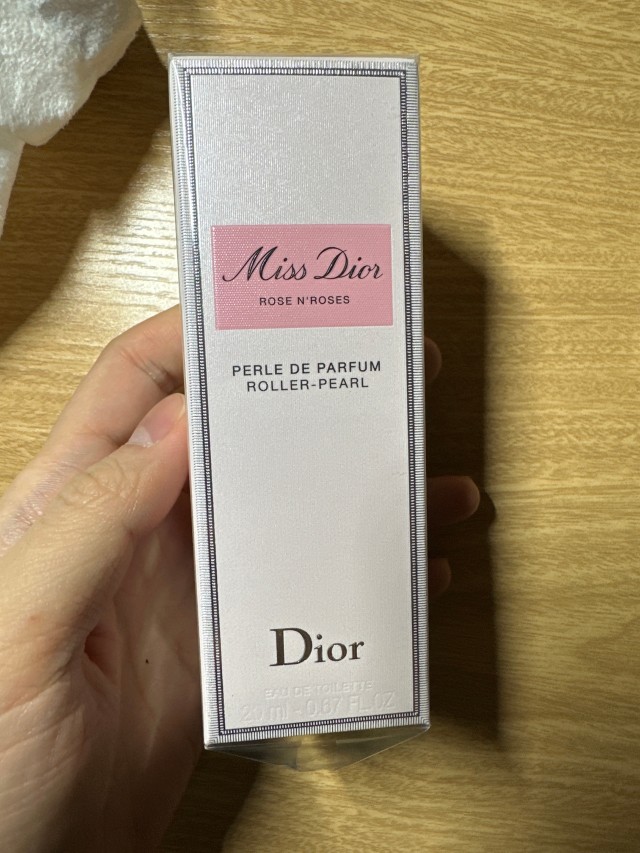 Miss Dior
ROSE N'ROSES
PERLE DE PARFUM
ROLLER-PEARL
Dior
EAU DE TOILETTE
20 ml - 0.67 FL.OZ